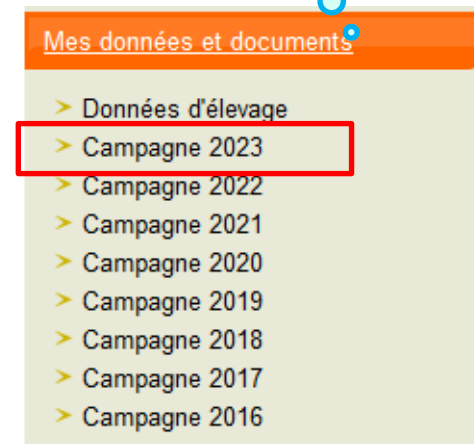 Mes données et documents
> Données d'élevage
> Campagne 2023
> Campagne 2022
> Campagne 2021
> Campagne 2020
> Campagne 2019
> Campagne 2018
> Campagne 2017
> Campagne 2016